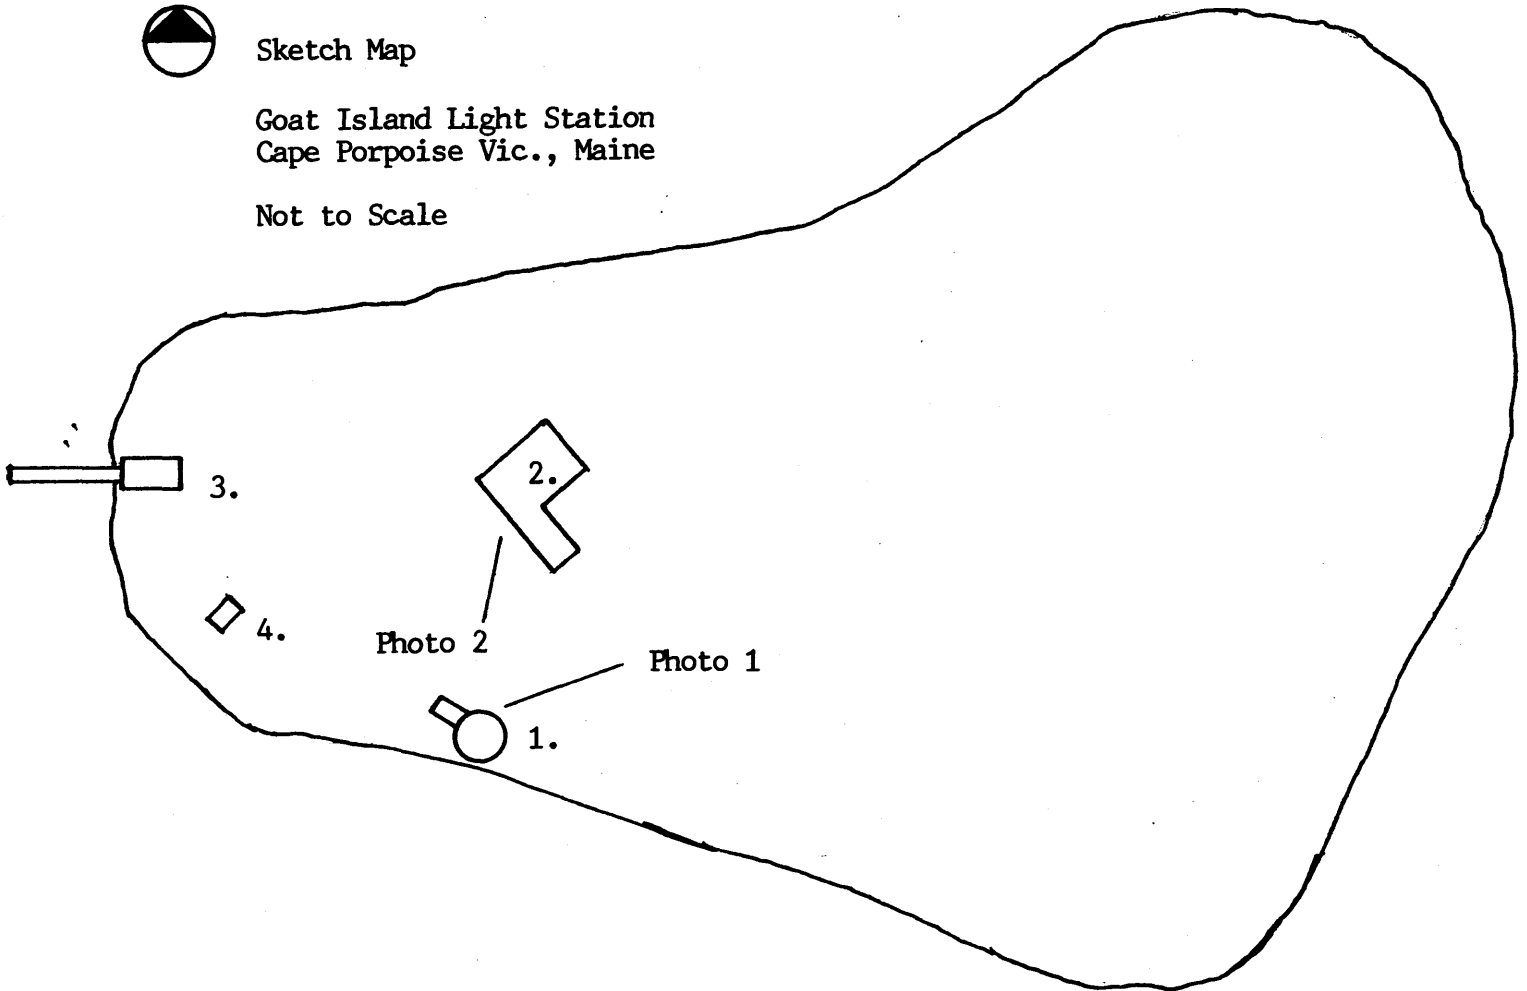 Sketch Map
Goat Island Light Station
Cape Porpoise Vic., Maine
Not to Scale
2.
3.
4.
Photo 2
Photo 1
1.